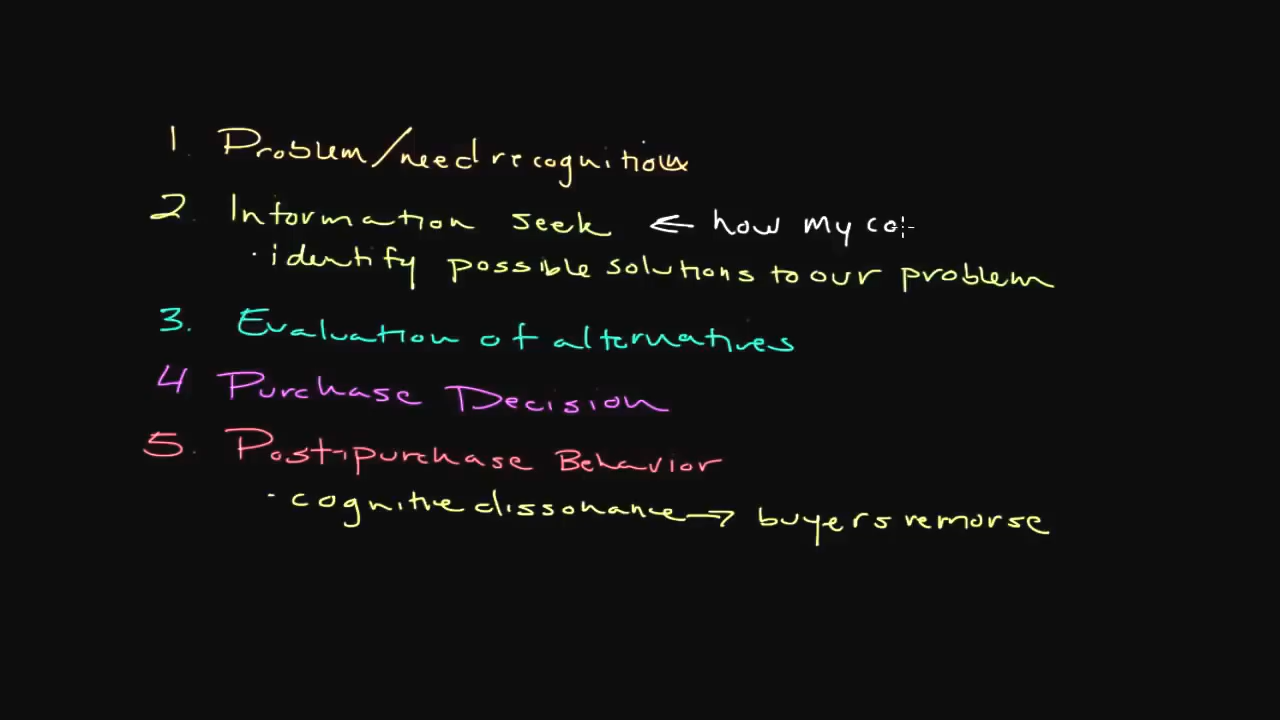 1. Problem/need recognition
2. Information seek ← how my co
· identify possible solutions to our problem
3. Evaluation of alternatives
4 Purchase Decision
5. Post-purchase Behavior
· cognitive dissonance → buyers remorse